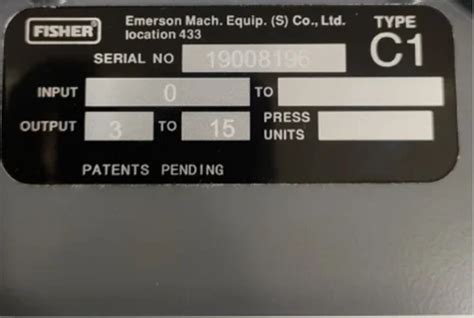 FISHER
Emerson Mach. Equip. (S) Co., Ltd.
location 433
TYPE
C1
SERIAL NO 19008196
INPUT 0 TO
OUTPUT 3 TO 15 PRESS UNITS
PATENTS PENDING